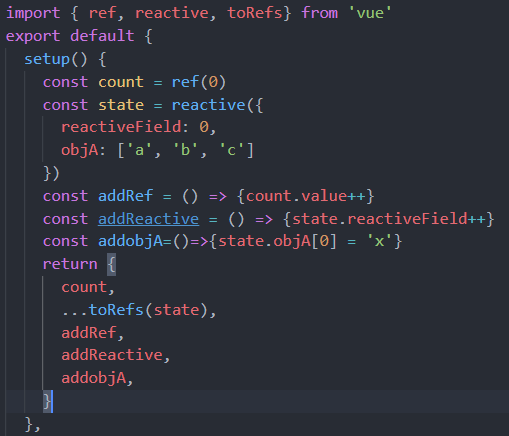 import { ref, reactive, toRefs} from 'vue'
export default {
  setup() {
    const count = ref(0)
    const state = reactive({
      reactiveField: 0,
      objA: ['a', 'b', 'c']
    })
    const addRef = () => {count.value++}
    const addReactive = () => {state.reactiveField++}
    const addobjA=()=>{state.objA[0] = 'x'}
    return {
      count,
      ...toRefs(state),
      addRef,
      addReactive,
      addobjA,
    }
  },